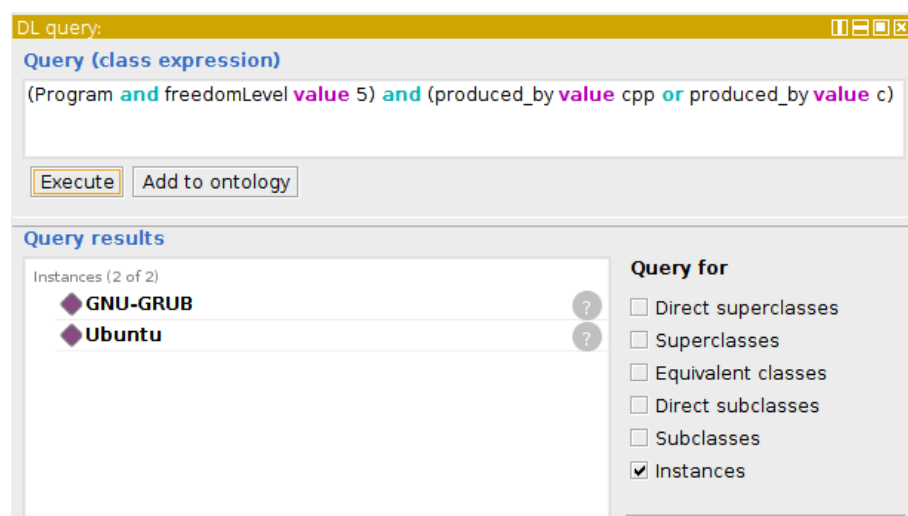 DL query:
Query (class expression)
(Program and freedomLevel value 5) and (produced_by value cpp or produced_by value c)
Execute
Add to ontology
Query results
Instances (2 of 2)
GNU-GRUB
?
Ubuntu
?
Query for
Direct superclasses
Superclasses
Equivalent classes
Direct subclasses
Subclasses
Instances